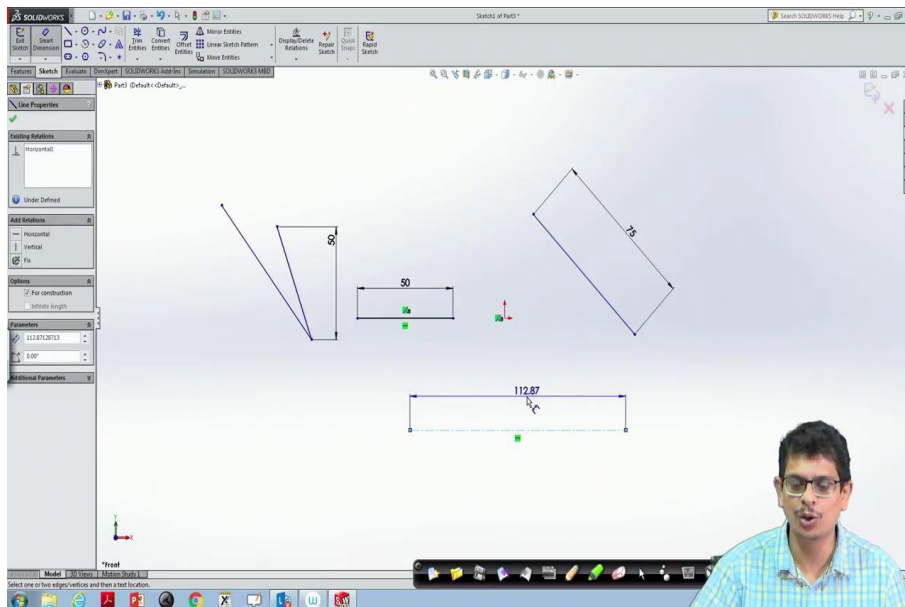 SOLIDWORKS
Sketch1 of Part3 *
Search SOLIDWORKS Help
Exit Sketch
Smart Dimension
Trim Entities
Convert Entities
Offset Entities
Mirror Entities
Linear Sketch Pattern
Move Entities
Display/Delete Relations
Repair Sketch
Quick Snaps
Rapid Sketch
Features Sketch Evaluate DimXpert SOLIDWORKS Add-Ins Simulation SOLIDWORKS MBD
Part3 (Default<<Default>_...
Line Properties
Existing Relations
Horizontal1
Under Defined
Add Relations
Horizontal
Vertical
Fix
Options
For construction
Infinite length
Parameters
112.87128713
0.00°
Additional Parameters
50
50
75
112.87
Y
X
*Front
Model 3D Views Motion Study 1
Select one or two edges/vertices and then a text location.